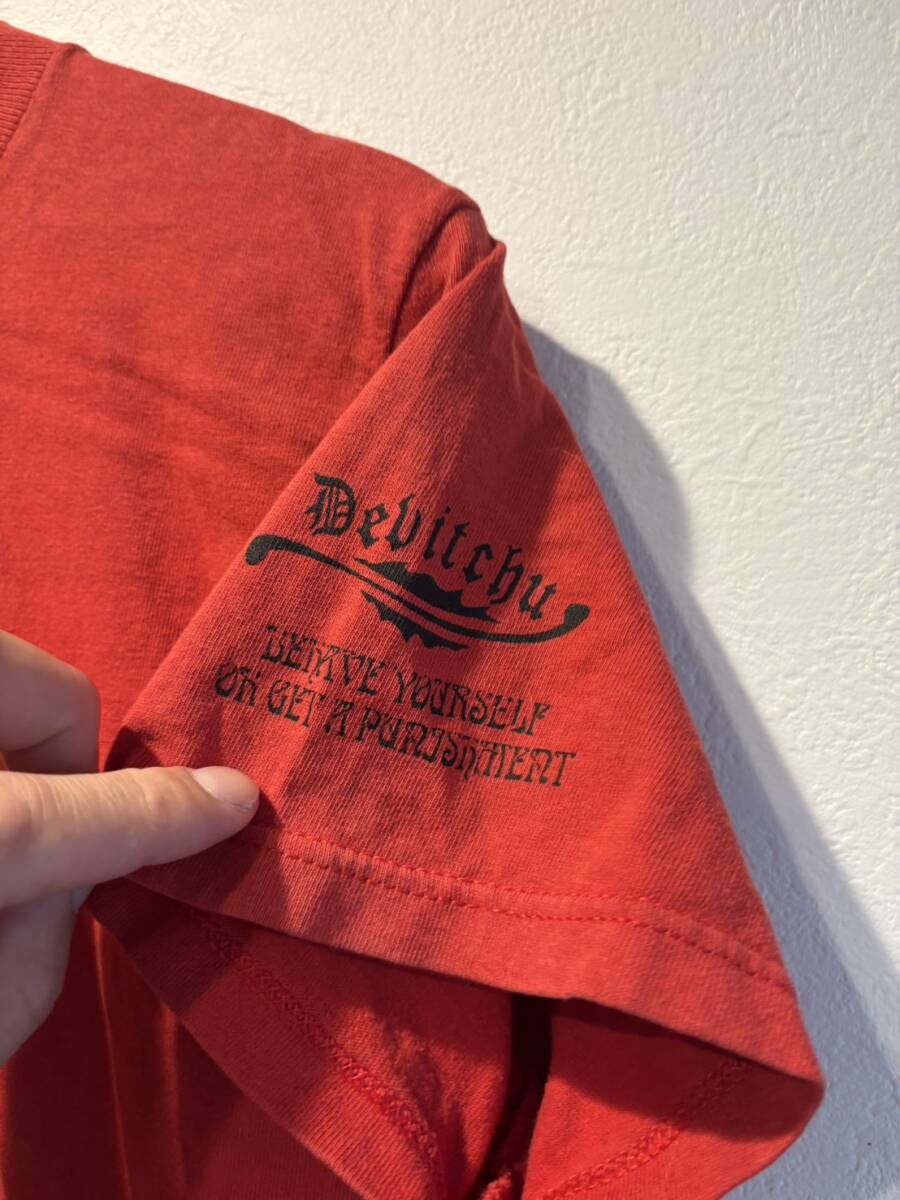 Devitchu
BEHAVE YOURSELF
OR GET A PUNISHMENT